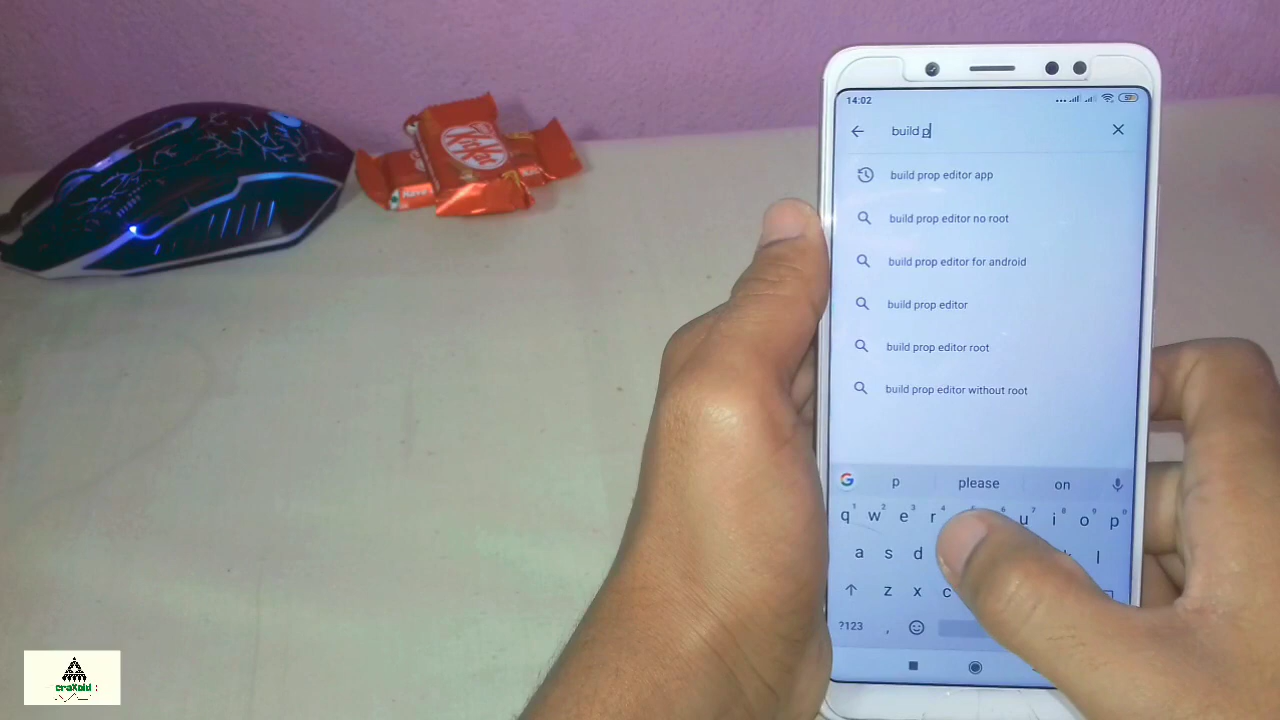 14:02
build p
build prop editor app
build prop editor no root
build prop editor for android
build prop editor
build prop editor root
build prop editor without root
p please on
q w e r u i o p
a s d l
z x c
?123 ,
KitKat
craXoid